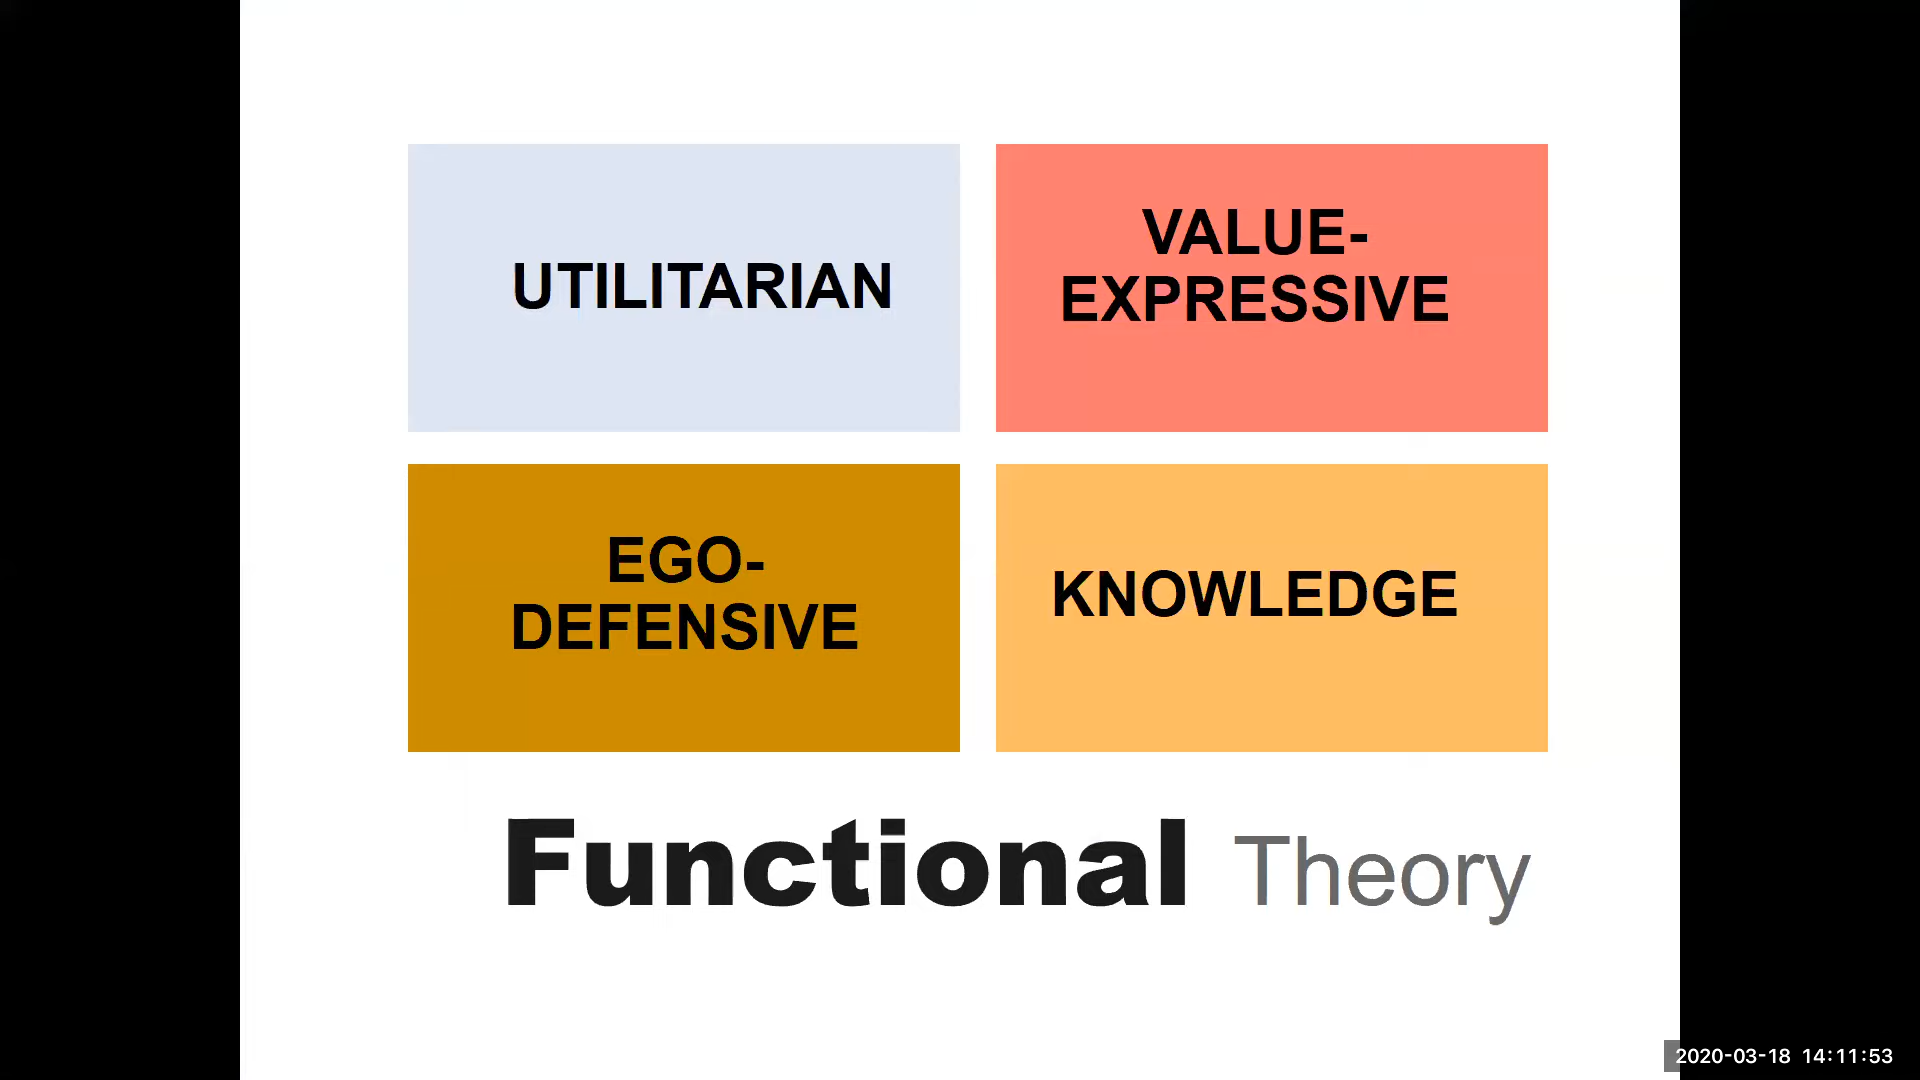 UTILITARIAN
VALUE-
EXPRESSIVE
EGO-
DEFENSIVE
KNOWLEDGE
Functional Theory
2020-03-18 14:11:53